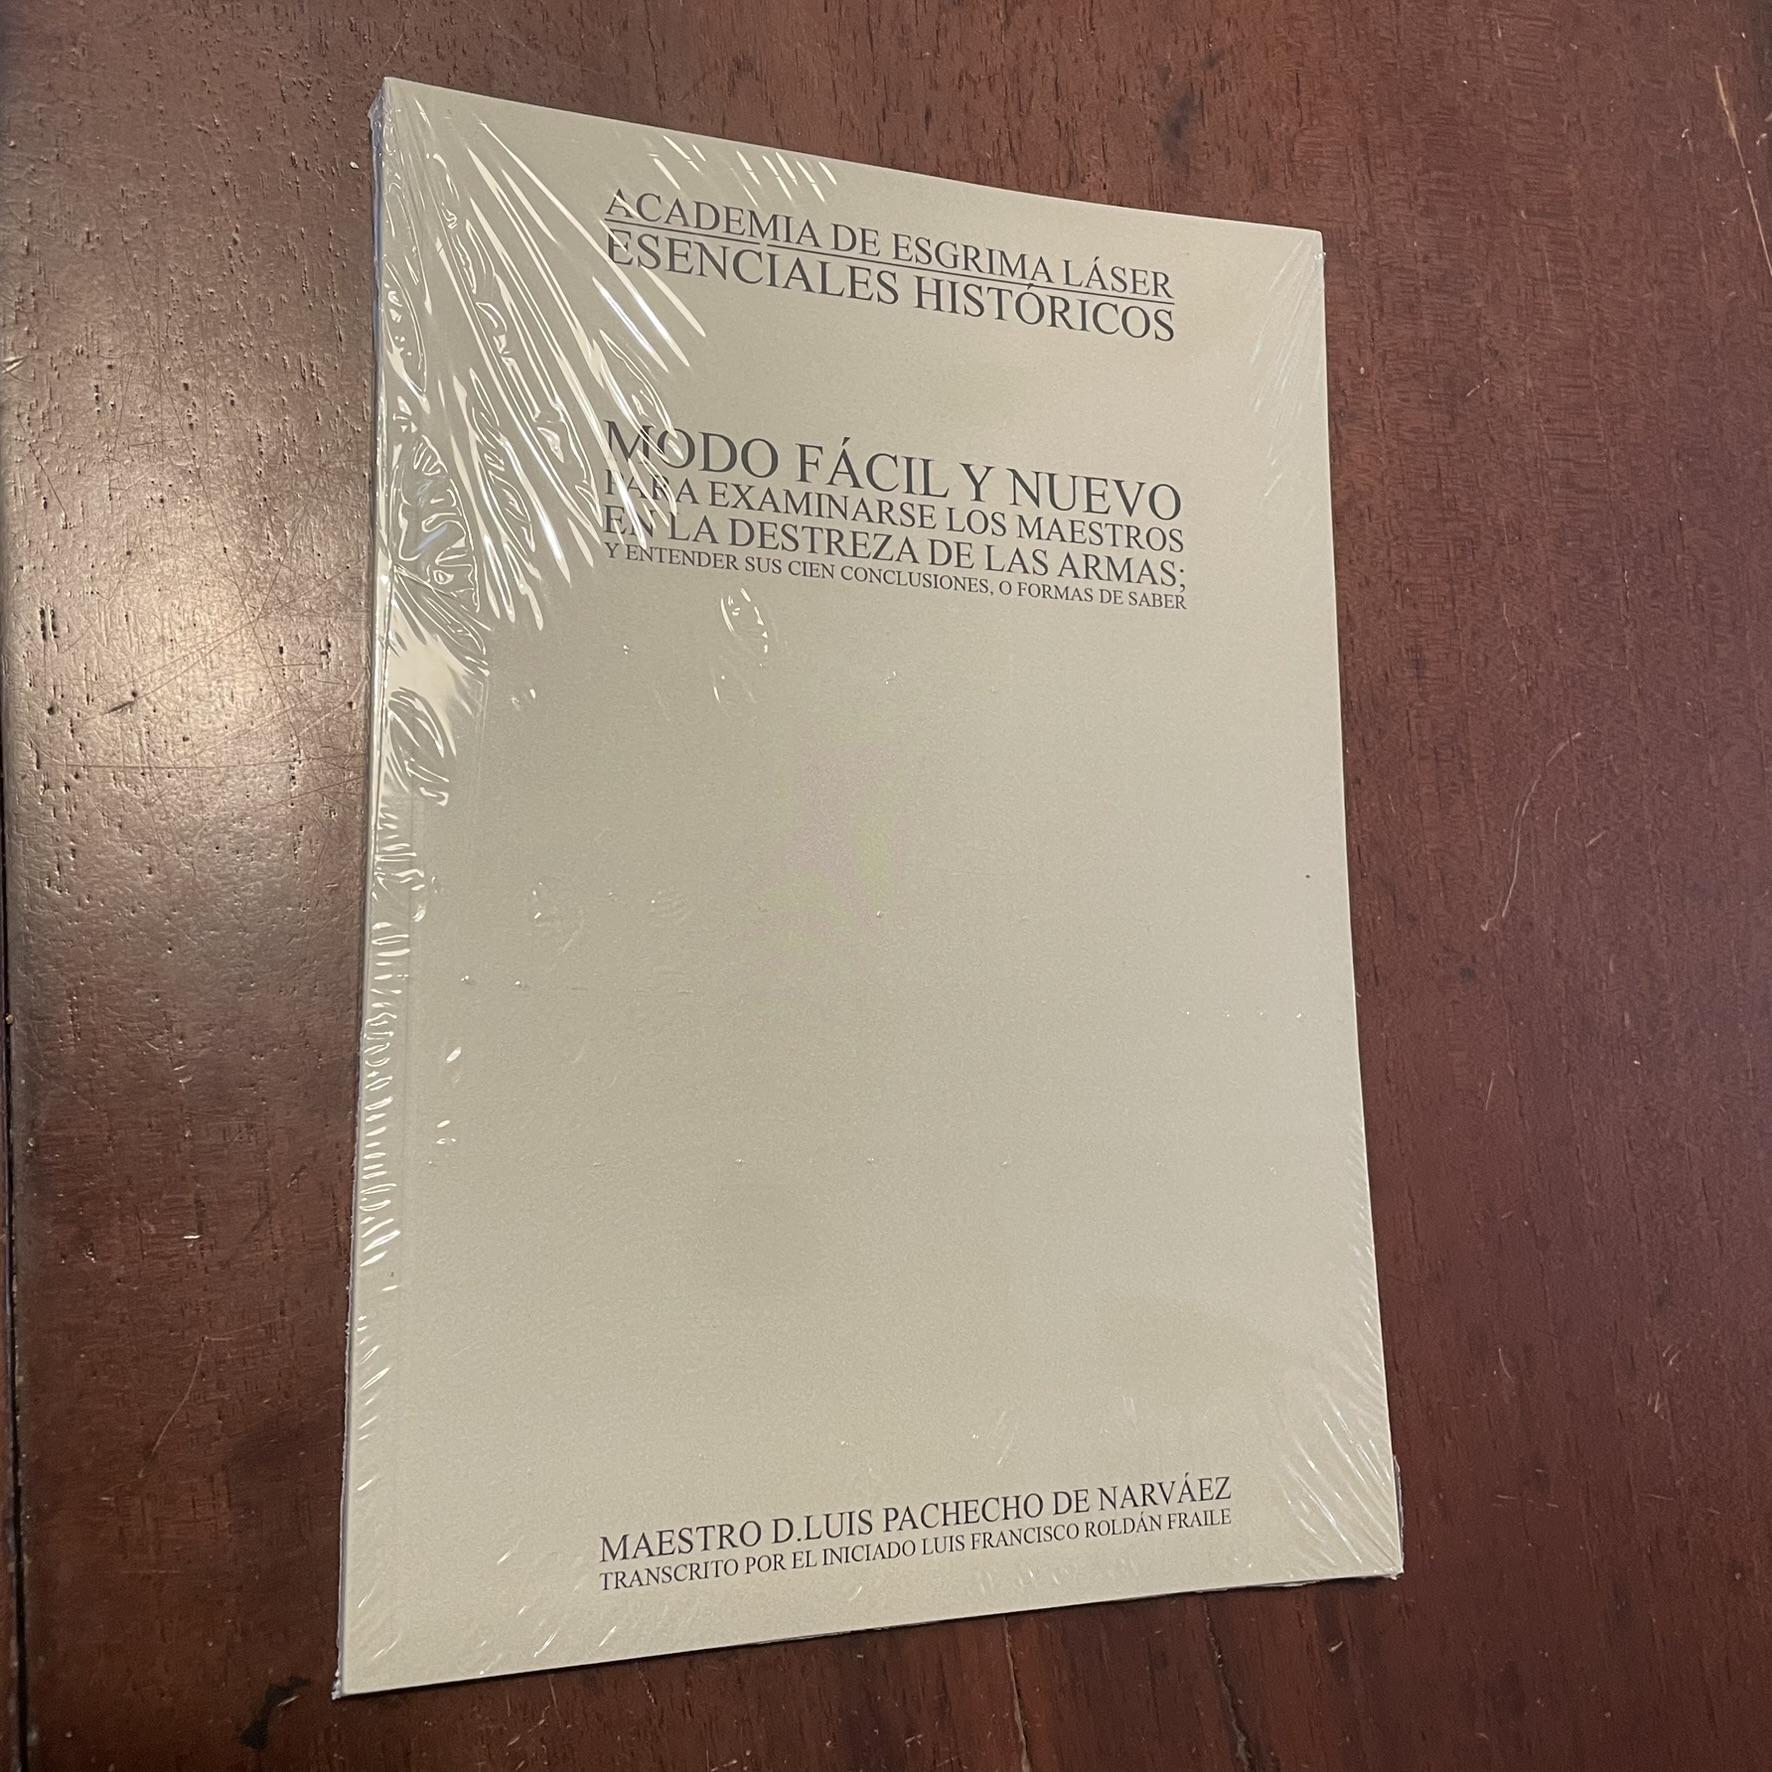 ACADEMIA DE ESGRIMA LÁSER
ESENCIALES HISTÓRICOS
MODO FÁCIL Y NUEVO
PARA EXAMINARSE LOS MAESTROS
EN LA DESTREZA DE LAS ARMAS;
Y ENTENDER SUS CIEN CONCLUSIONES, O FORMAS DE SABER
MAESTRO D.LUIS PACHECHO DE NARVÁEZ
TRANSCRITO POR EL INICIADO LUIS FRANCISCO ROLDÁN FRAILE